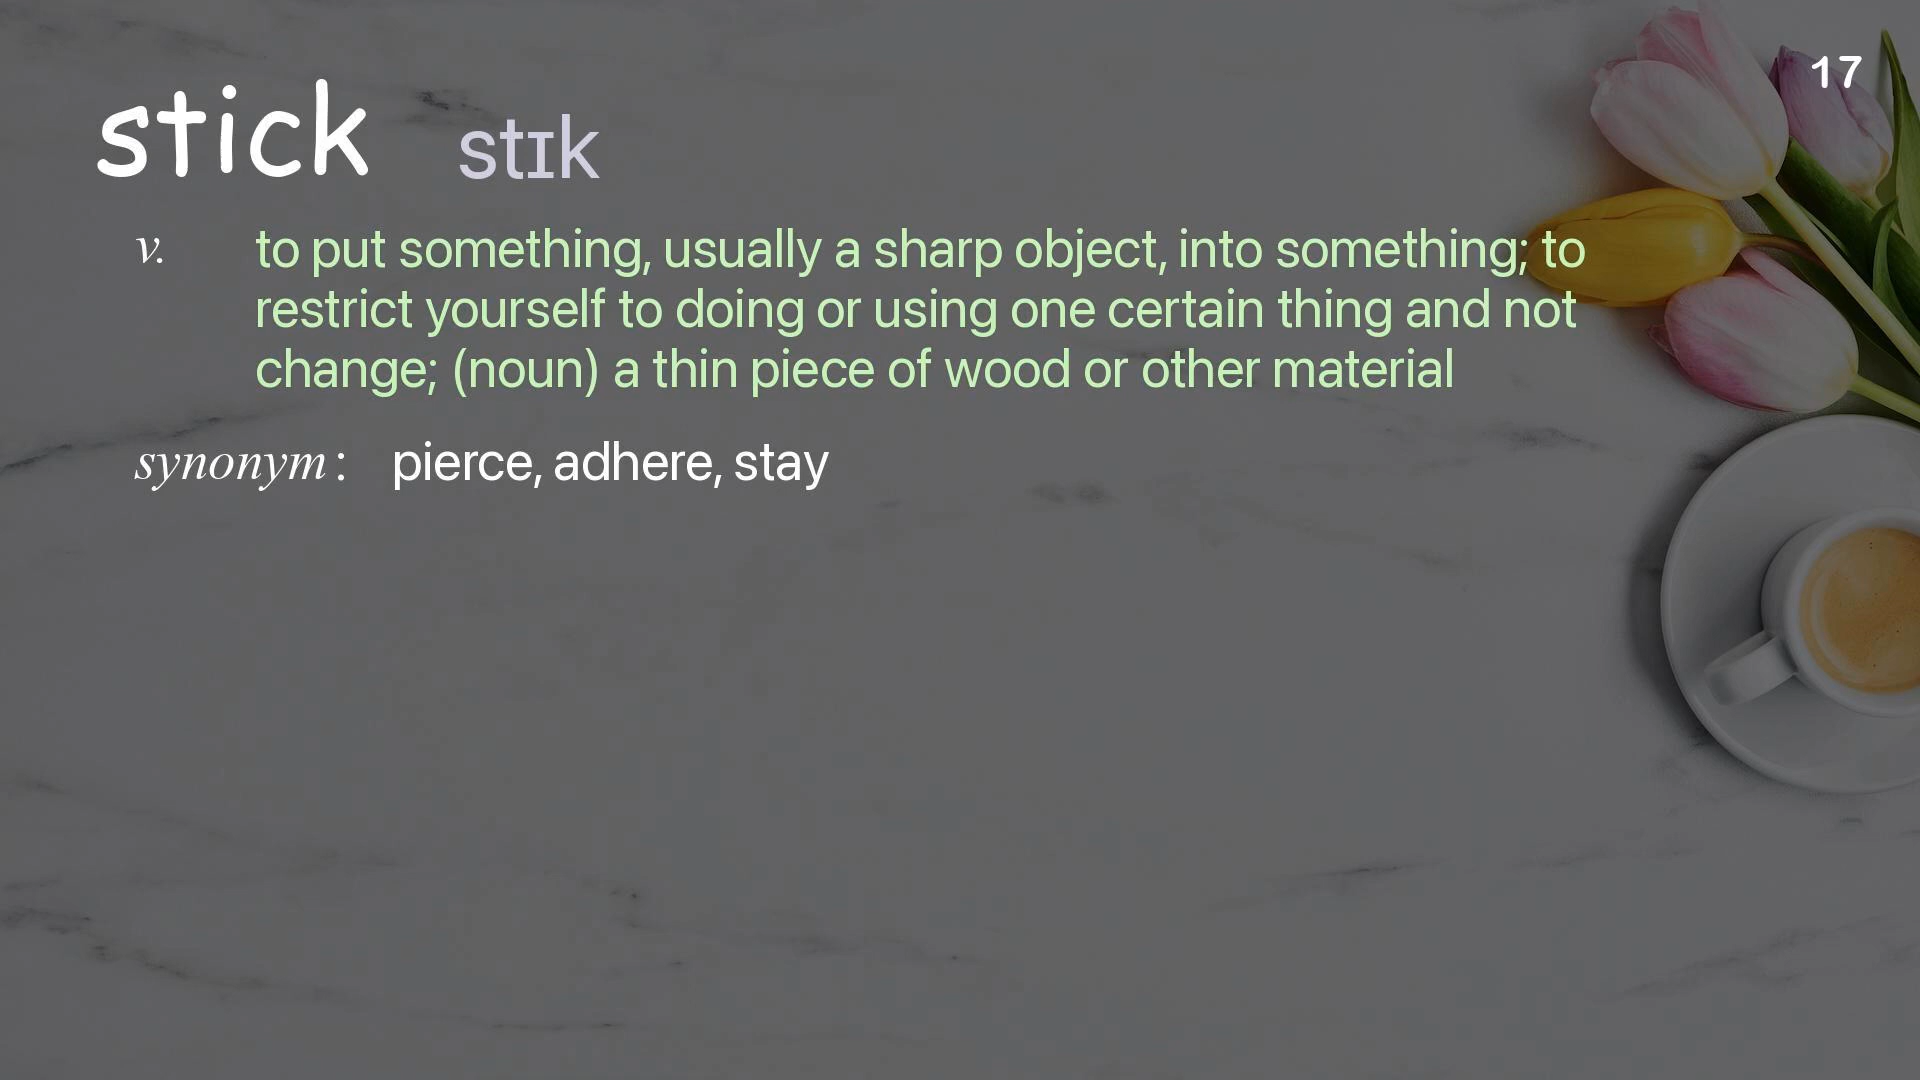 17
stick stɪk
v. to put something, usually a sharp object, into something; to
restrict yourself to doing or using one certain thing and not
change; (noun) a thin piece of wood or other material
synonym: pierce, adhere, stay